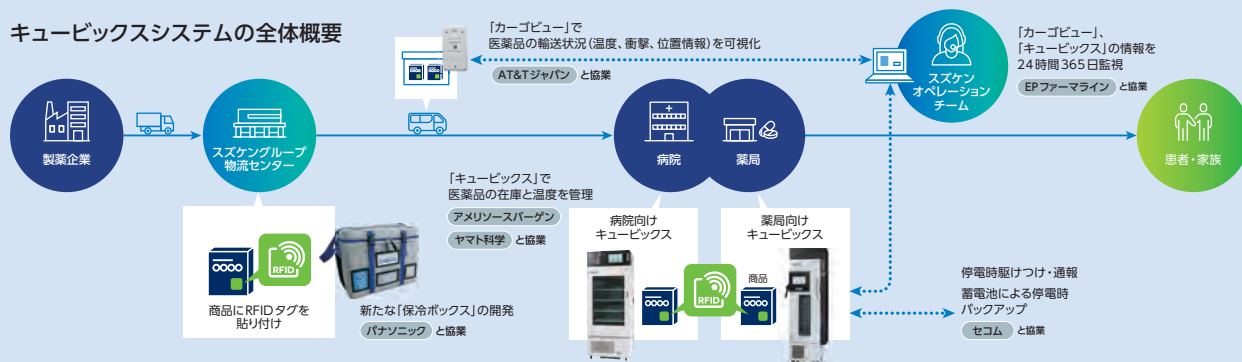 キュービックスシステムの全体概要
「カーゴビュー」で
医薬品の輸送状況（温度、衝撃、位置情報）を可視化
AT&Tジャパン と協業
「カーゴビュー」、
「キュービックス」の情報を
24時間365日監視
EPファーマライン と協業
スズケン
オペレーション
チーム
製薬企業
スズケングループ
物流センター
病院
薬局
患者・家族
「キュービックス」で
医薬品の在庫と温度を管理
アメリソースバーゲン
ヤマト科学 と協業
RFID
商品にRFIDタグを
貼り付け
新たな「保冷ボックス」の開発
パナソニック と協業
病院向け
キュービックス
薬局向け
キュービックス
RFID
商品
停電時駆けつけ・通報
蓄電池による停電時
バックアップ
セコム と協業